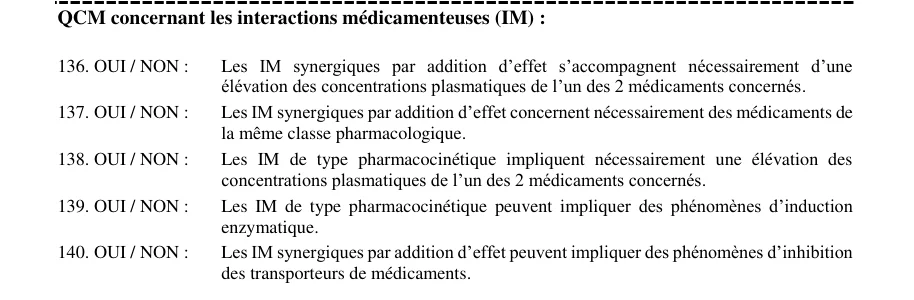 QCM concernant les interactions médicamenteuses (IM) :
136. OUI / NON : Les IM synergiques par addition d’effet s’accompagnent nécessairement d’une
élévation des concentrations plasmatiques de l’un des 2 médicaments concernés.
137. OUI / NON : Les IM synergiques par addition d’effet concernent nécessairement des médicaments de
la même classe pharmacologique.
138. OUI / NON : Les IM de type pharmacocinétique impliquent nécessairement une élévation des
concentrations plasmatiques de l’un des 2 médicaments concernés.
139. OUI / NON : Les IM de type pharmacocinétique peuvent impliquer des phénomènes d’induction
enzymatique.
140. OUI / NON : Les IM synergiques par addition d’effet peuvent impliquer des phénomènes d’inhibition
des transporteurs de médicaments.